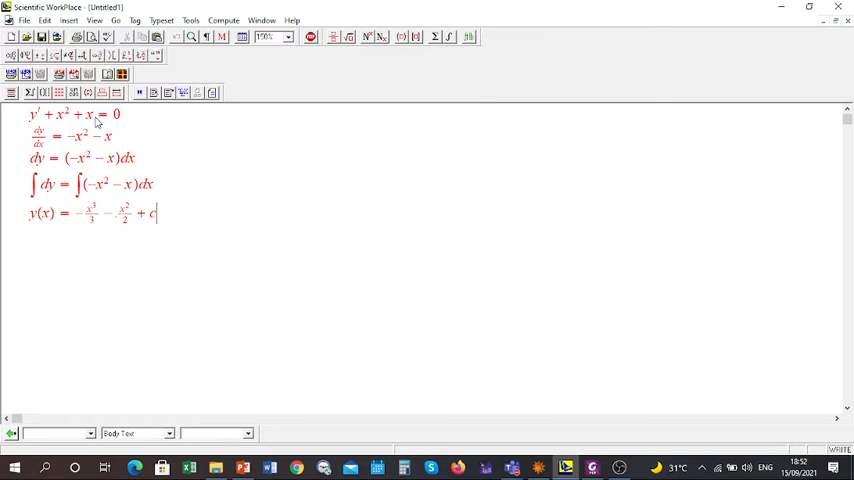 Scientific WorkPlace - [Untitled1]
File Edit Insert View Go Tag Typeset Tools Compute Window Help
150%
y′ + x² + x = 0
dy/dx = −x² − x
dy = (−x² − x)dx
∫ dy = ∫(−x² − x)dx
y(x) = − x³/3 − x²/2 + c
Body Text
WRITE
31°C ENG 18:52
15/09/2021